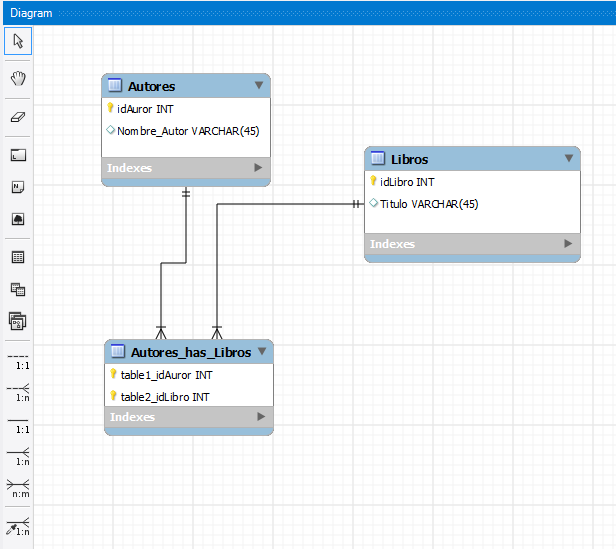 Diagram
Autores
idAuror INT
Nombre_Autor VARCHAR(45)
Indexes
Libros
idLibro INT
Titulo VARCHAR(45)
Indexes
Autores_has_Libros
table1_idAuror INT
table2_idLibro INT
Indexes
1:1
1:n
1:1
1:n
n:m
1:n